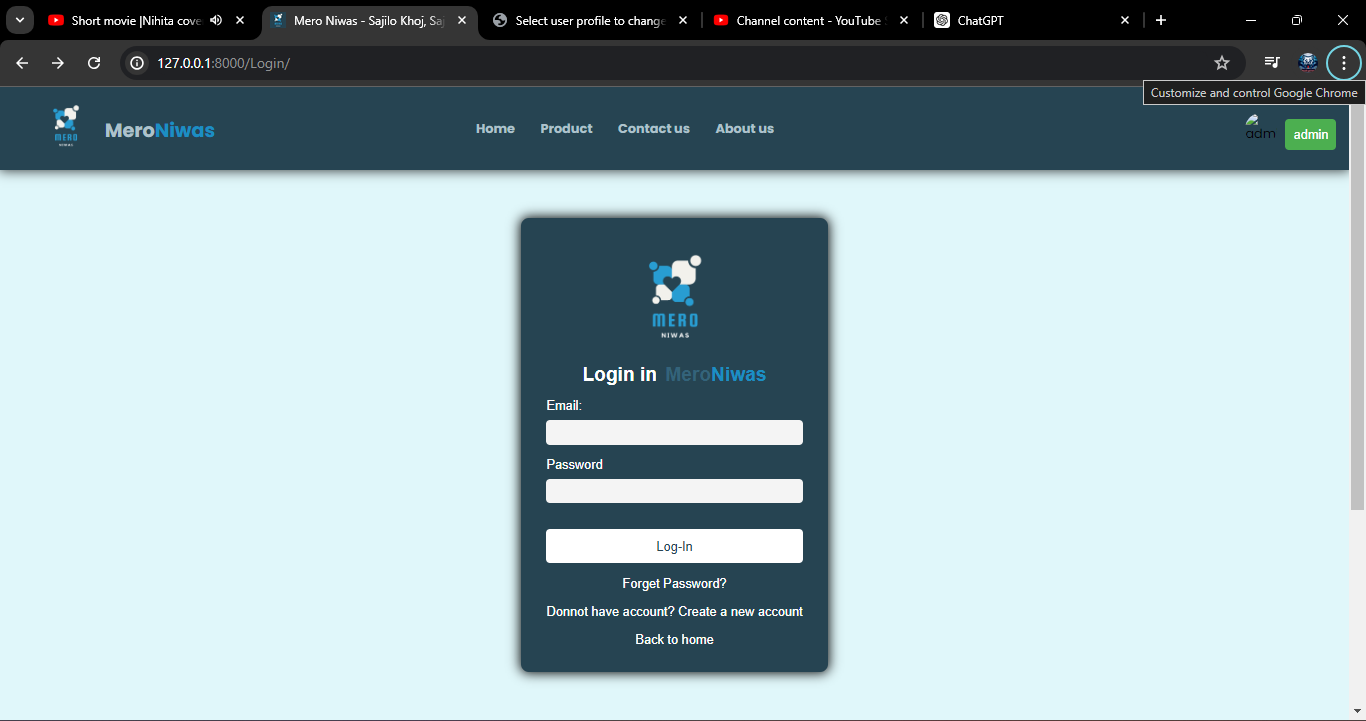 Short movie |Nihita cove
Mero Niwas - Sajilo Khoj, Saj
Select user profile to change
Channel content - YouTube S
ChatGPT
127.0.0.1:8000/Login/
Customize and control Google Chrome
MERO
NIWAS
MeroNiwas
Home
Product
Contact us
About us
adm
admin
MERO
NIWAS
Login in MeroNiwas
Email:
Password
Log-In
Forget Password?
Donnot have account? Create a new account
Back to home